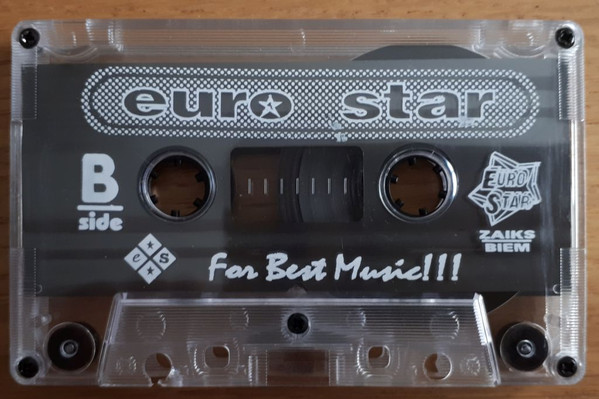 euro star
B
side
EURO
STAR
ZAIKS
BIEM
e S
For Best Music!!!